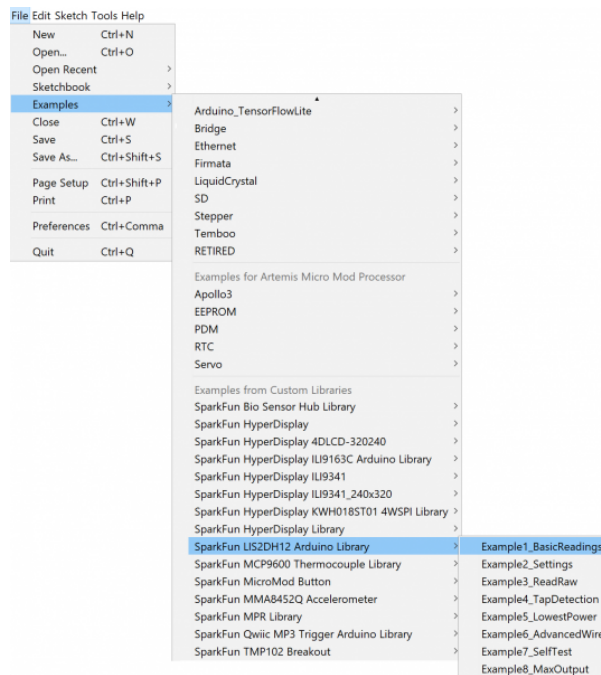 File Edit Sketch Tools Help
New Ctrl+N
Open... Ctrl+O
Open Recent
Sketchbook
Examples
Close Ctrl+W
Save Ctrl+S
Save As... Ctrl+Shift+S
Page Setup Ctrl+Shift+P
Print Ctrl+P
Preferences Ctrl+Comma
Quit Ctrl+Q
Arduino_TensorFlowLite
Bridge
Ethernet
Firmata
LiquidCrystal
SD
Stepper
Temboo
RETIRED
Examples for Artemis Micro Mod Processor
Apollo3
EEPROM
PDM
RTC
Servo
Examples from Custom Libraries
SparkFun Bio Sensor Hub Library
SparkFun HyperDisplay
SparkFun HyperDisplay 4DLCD-320240
SparkFun HyperDisplay ILI9163C Arduino Library
SparkFun HyperDisplay ILI9341
SparkFun HyperDisplay ILI9341_240x320
SparkFun HyperDisplay KWH018ST01 4WSPI Library
SparkFun HyperDisplay Library
SparkFun LIS2DH12 Arduino Library
SparkFun MCP9600 Thermocouple Library
SparkFun MicroMod Button
SparkFun MMA8452Q Accelerometer
SparkFun MPR Library
SparkFun Qwiic MP3 Trigger Arduino Library
SparkFun TMP102 Breakout
Example1_BasicReadings
Example2_Settings
Example3_ReadRaw
Example4_TapDetection
Example5_LowestPower
Example6_AdvancedWire
Example7_SelfTest
Example8_MaxOutput